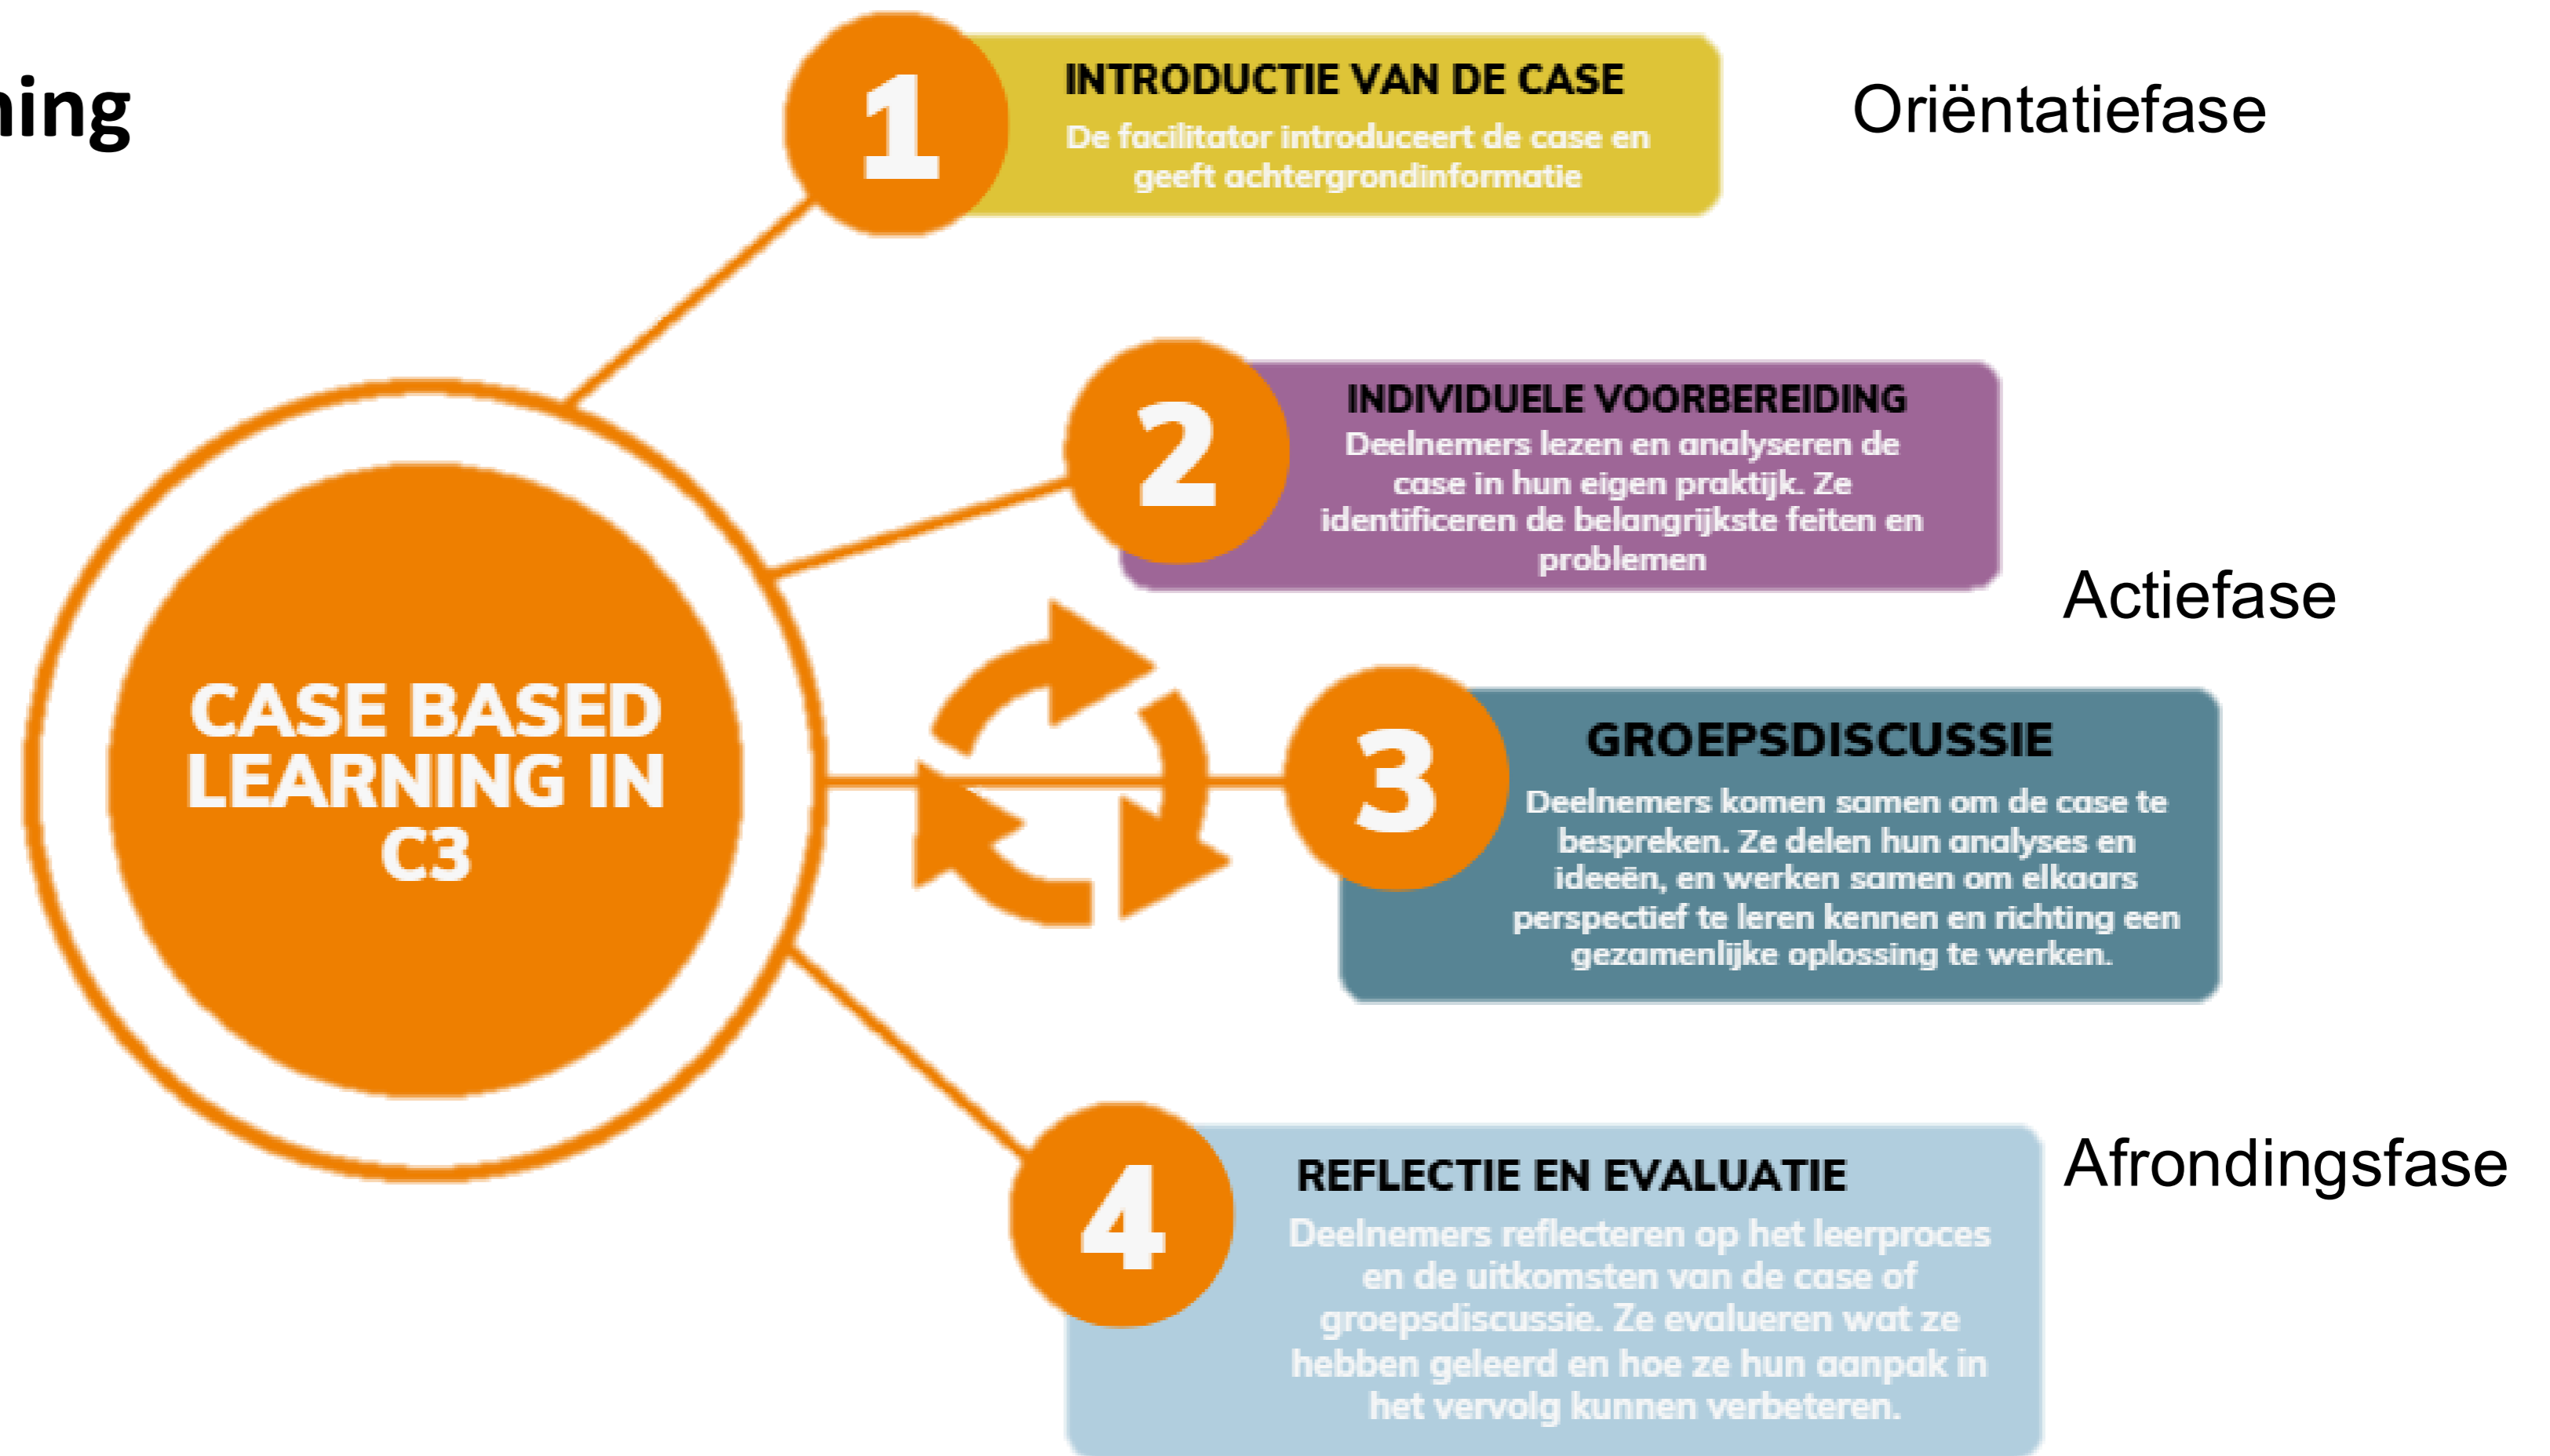 ning
1
INTRODUCTIE VAN DE CASE
De facilitator introduceert de case en
geeft achtergrondinformatie
Oriëntatiefase
2
INDIVIDUELE VOORBEREIDING
Deelnemers lezen en analyseren de
case in hun eigen praktijk. Ze
identificeren de belangrijkste feiten en
problemen
Actiefase
CASE BASED
LEARNING IN
C3
3
GROEPSDISCUSSIE
Deelnemers komen samen om de case te
bespreken. Ze delen hun analyses en
ideeën, en werken samen om elkaars
perspectief te leren kennen en richting een
gezamenlijke oplossing te werken.
4
REFLECTIE EN EVALUATIE
Deelnemers reflecteren op het leerproces
en de uitkomsten van de case of
groepsdiscussie. Ze evalueren wat ze
hebben geleerd en hoe ze hun aanpak in
het vervolg kunnen verbeteren.
Afrondingsfase